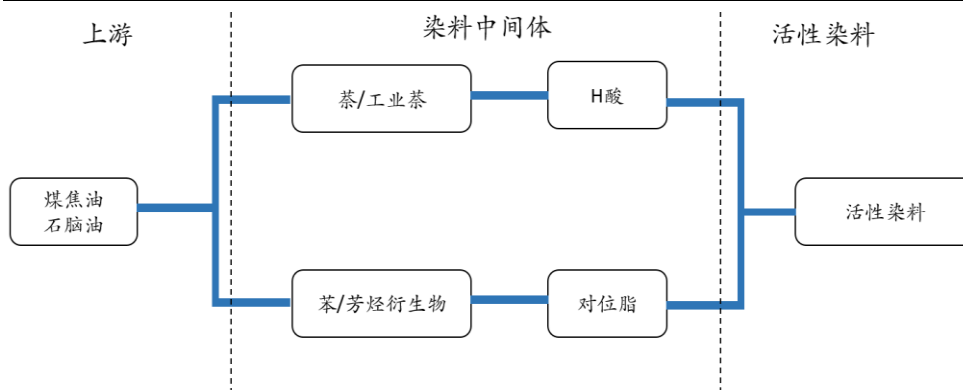 上游
染料中间体
活性染料
萘/工业萘
H酸
煤焦油
石脑油
活性染料
苯/芳烃衍生物
对位脂